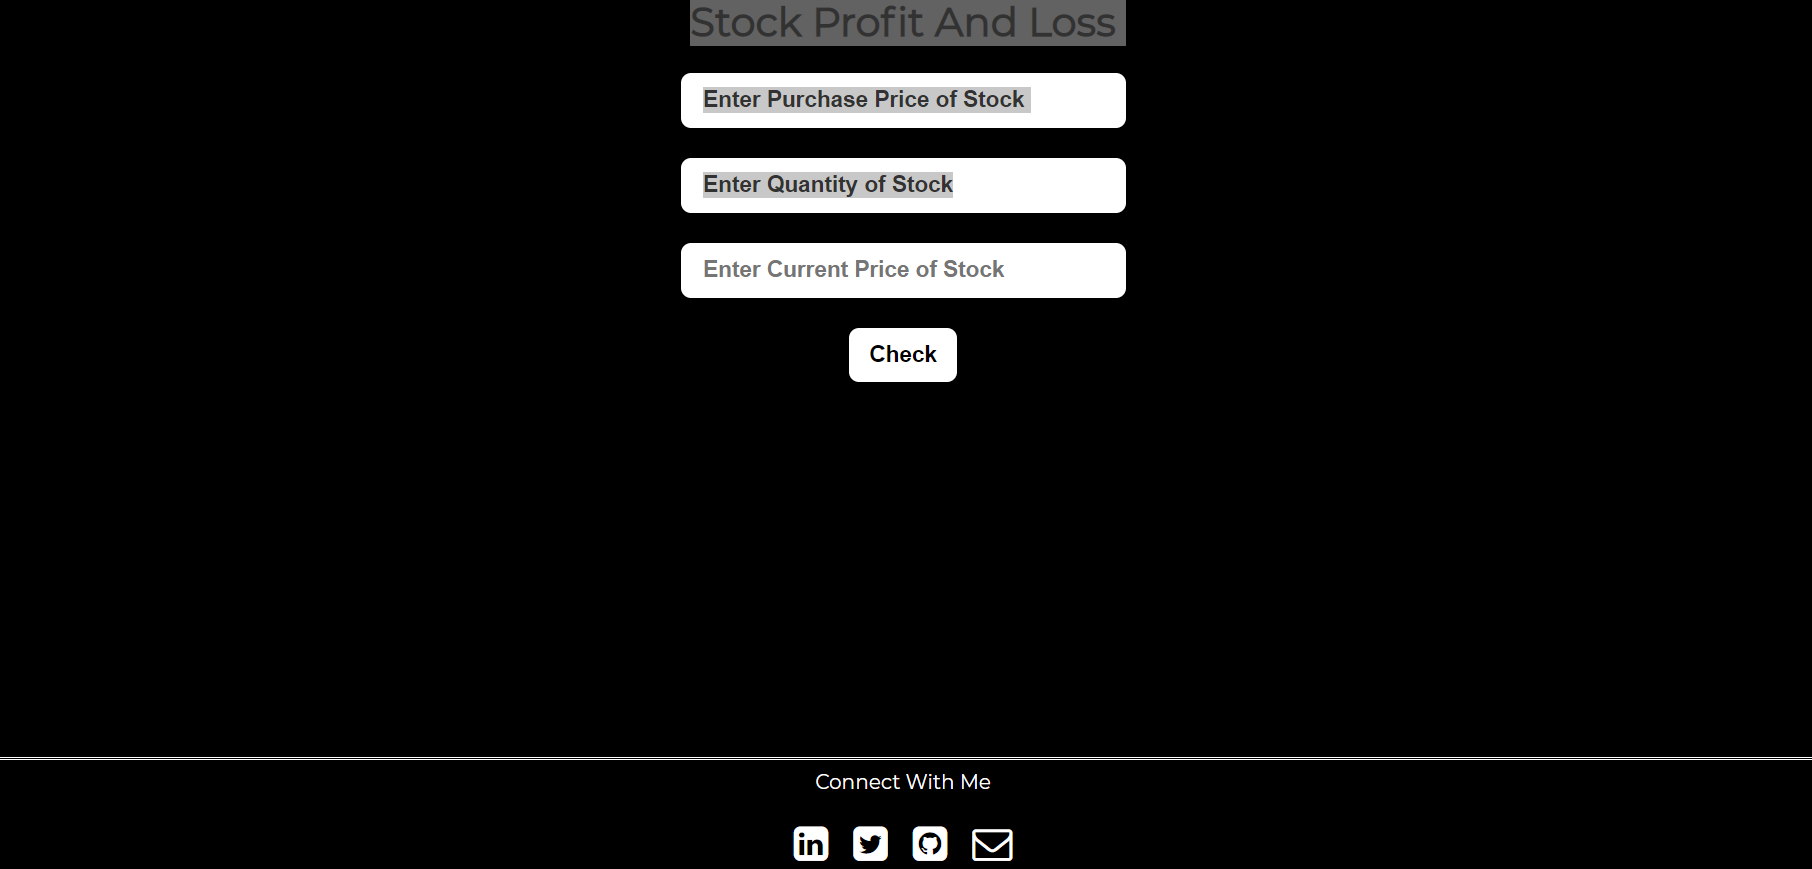 Stock Profit And Loss
Enter Purchase Price of Stock
Enter Quantity of Stock
Enter Current Price of Stock
Check
Connect With Me
in